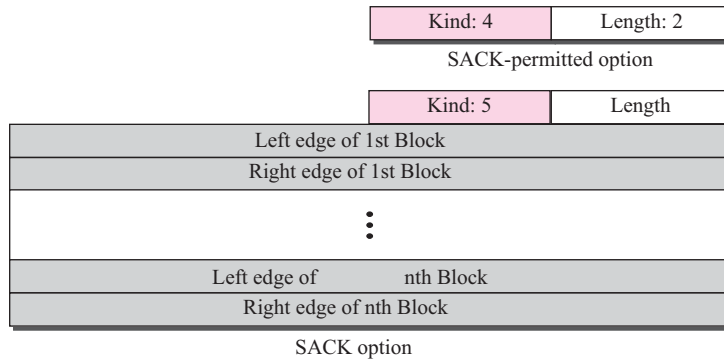 Kind: 4 Length: 2
SACK-permitted option
Kind: 5 Length
Left edge of 1st Block
Right edge of 1st Block
Left edge of nth Block
Right edge of nth Block
SACK option